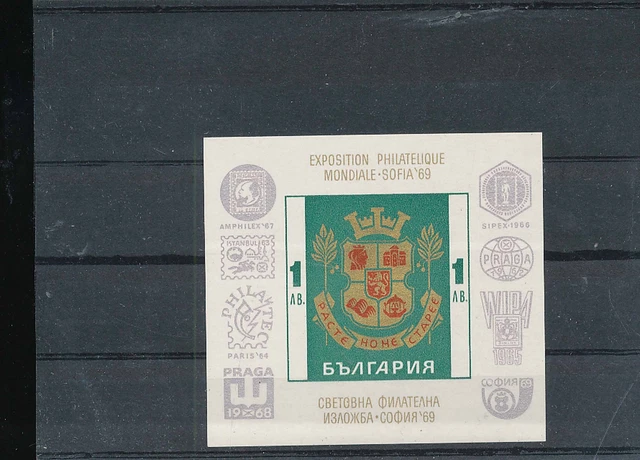 EXPOSITION PHILATELIQUE
MONDIALE·SOFIA'69
AMPHILEX'67
SIPEX-1966
ISTANBUL'63
PRAGA
1
ЛВ.
1
ЛВ.
PHILATEC
PARIS'64
WIPA
1965
РАСТЕ НО НЕ СТАРЕЕ
БЪЛГАРИЯ
PRAGA
1968
СОФИЯ'69
СВЕТОВНА ФИЛАТЕЛНА
ИЗЛОЖБА·СОФИЯ'69